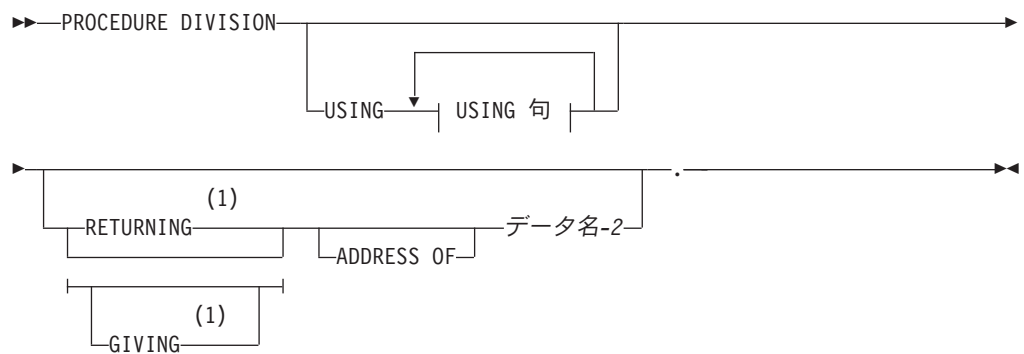 PROCEDURE DIVISION
USING USING 句
(1)
RETURNING データ名-2 .
ADDRESS OF
(1)
GIVING